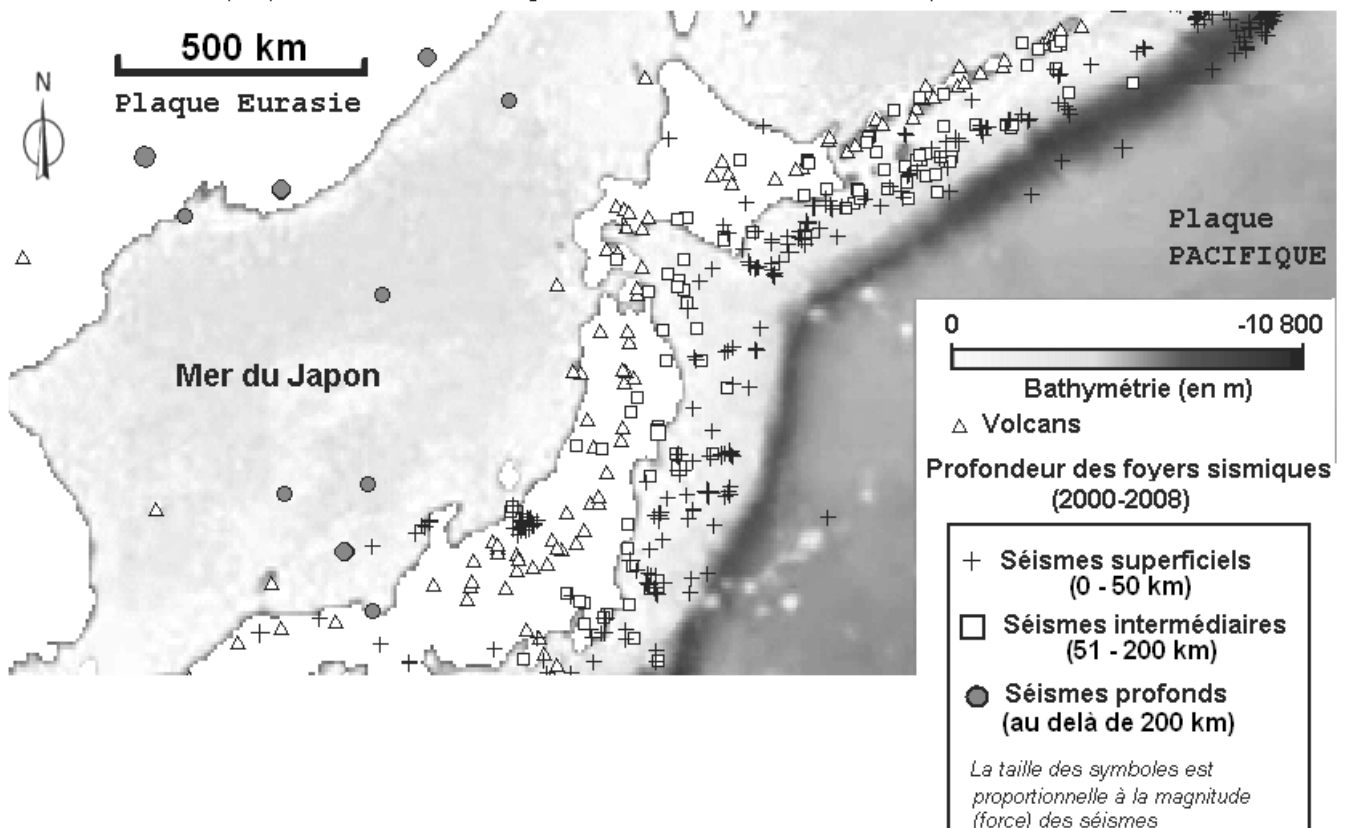 500 km
N
Plaque Eurasie
Plaque
PACIFIQUE
Mer du Japon
0 -10 800
Bathymétrie (en m)
Volcans
Profondeur des foyers sismiques
(2000-2008)
Séismes superficiels
(0 - 50 km)
Séismes intermédiaires
(51 - 200 km)
Séismes profonds
(au delà de 200 km)
La taille des symboles est
proportionnelle à la magnitude
(force) des séismes